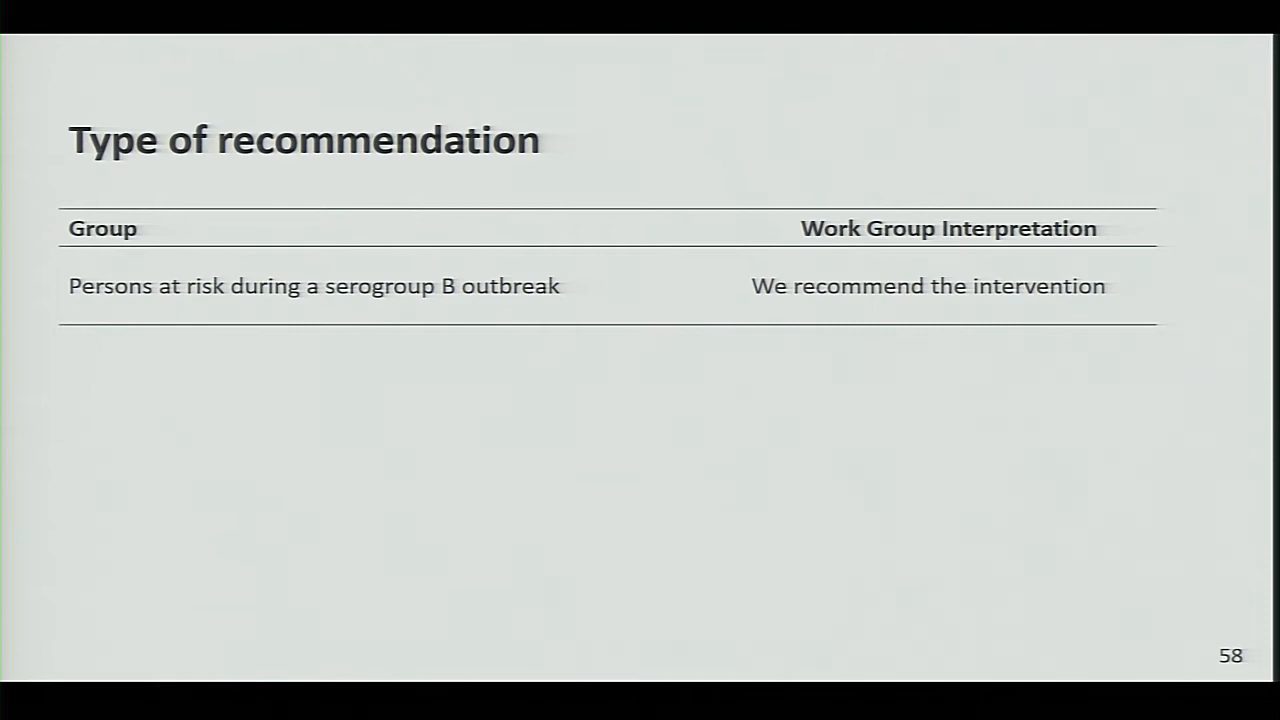 Type of recommendation
Group Work Group Interpretation
Persons at risk during a serogroup B outbreak We recommend the intervention
58